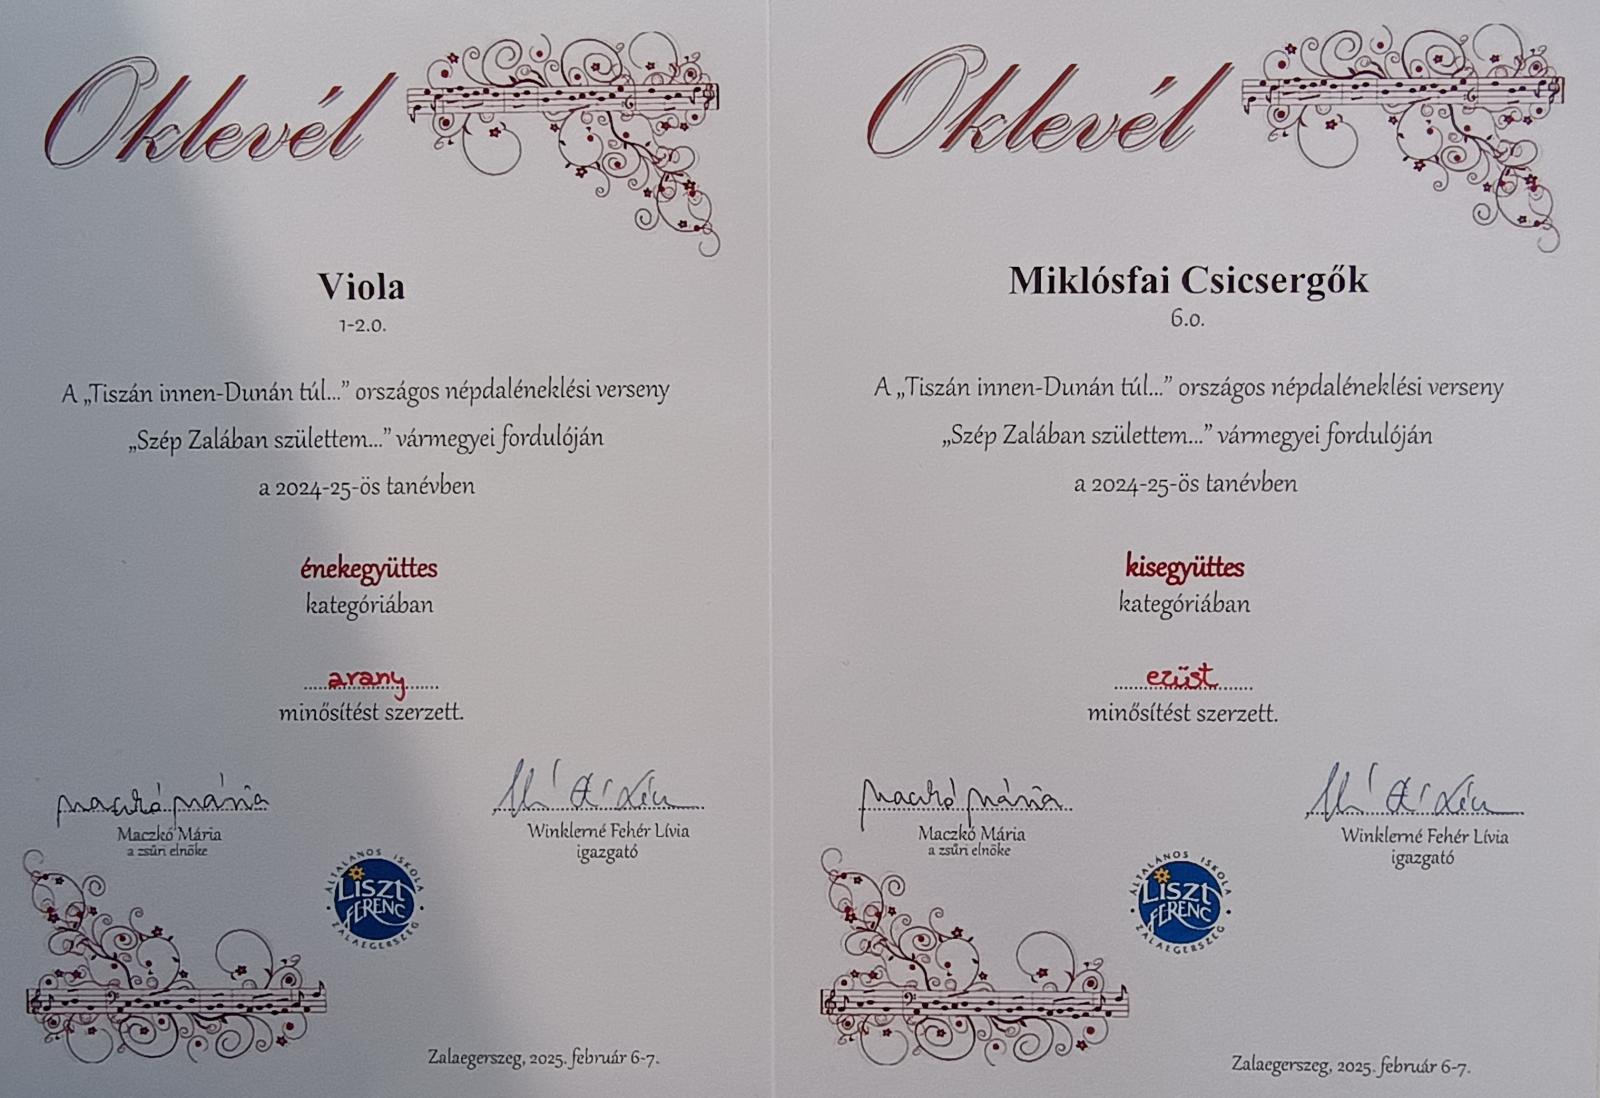 Oklevél
Viola
1-2.o.
A „Tiszán innen-Dunán túl...” országos népdaléneklési verseny
„Szép Zalában születtem...” vármegyei fordulóján
a 2024-25-ös tanévben
énekegyüttes
kategóriában
arany
minősítést szerzett.
Maczkó Mária
Maczkó Mária
a zsűri elnöke
Winklerné Fehér Lívia
igazgató
ÁLTALÁNOS ISKOLA
LISZT
FERENC
ZALAEGERSZEG
Zalaegerszeg, 2025. február 6-7.
Oklevél
Miklósfai Csicsergők
6.o.
A „Tiszán innen-Dunán túl...” országos népdaléneklési verseny
„Szép Zalában születtem...” vármegyei fordulóján
a 2024-25-ös tanévben
kisegyüttes
kategóriában
ezüst
minősítést szerzett.
Maczkó Mária
Maczkó Mária
a zsűri elnöke
Winklerné Fehér Lívia
igazgató
ÁLTALÁNOS ISKOLA
LISZT
FERENC
ZALAEGERSZEG
Zalaegerszeg, 2025. február 6-7.